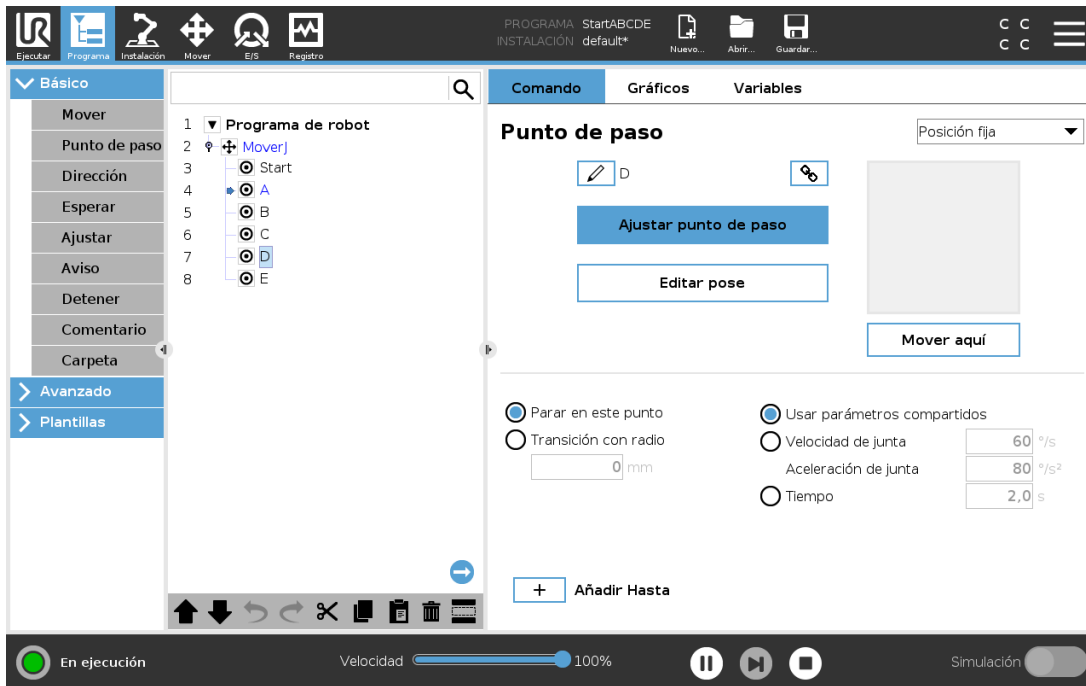 PROGRAMA StartABCDE
INSTALACIÓN default*
C C
C C
Ejecutar Programa Instalación Mover E/S Registro Nuevo... Abrir... Guardar...
Básico
Mover
Punto de paso
Dirección
Esperar
Ajustar
Aviso
Detener
Comentario
Carpeta
Avanzado
Plantillas
1 Programa de robot
2 MoverJ
3 Start
4 A
5 B
6 C
7 D
8 E
Comando Gráficos Variables
Punto de paso Posición fija
D
Ajustar punto de paso
Editar pose
Mover aquí
Parar en este punto Usar parámetros compartidos
Transición con radio Velocidad de junta 60 °/s
0 mm Aceleración de junta 80 °/s²
Tiempo 2,0 s
+ Añadir Hasta
En ejecución Velocidad 100% Simulación